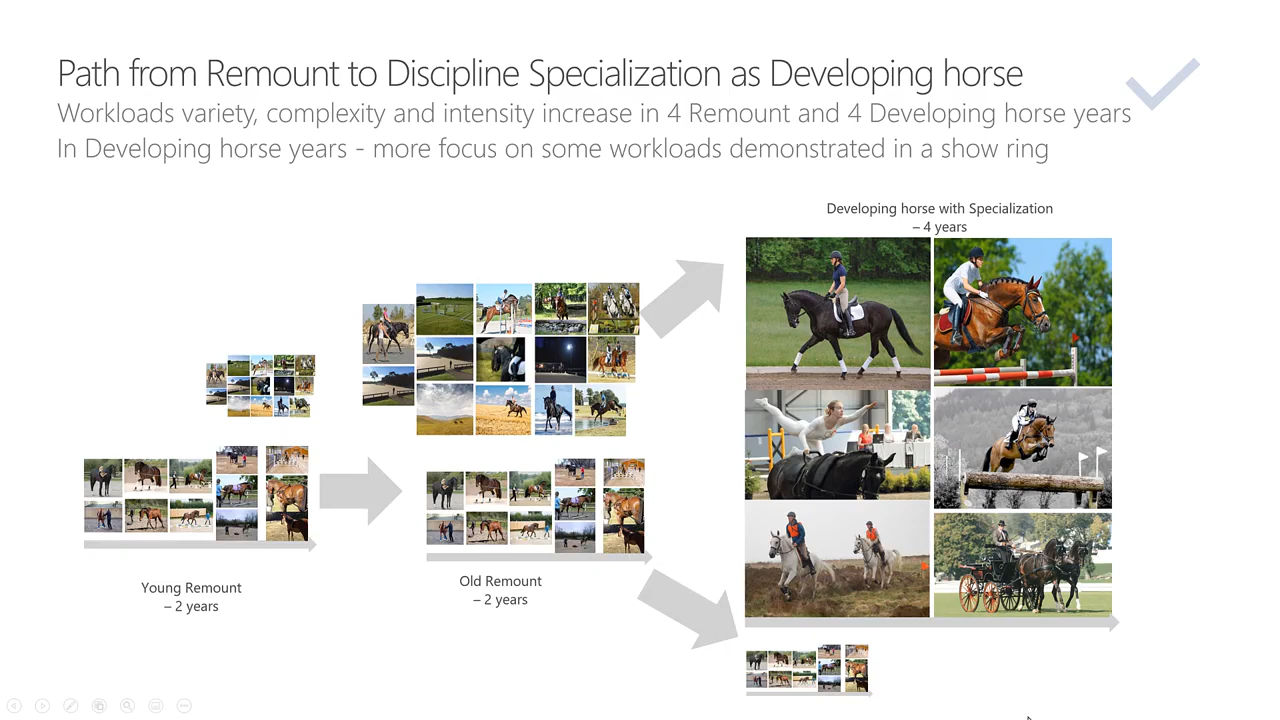 Path from Remount to Discipline Specialization as Developing horse
Workloads variety, complexity and intensity increase in 4 Remount and 4 Developing horse years
In Developing horse years - more focus on some workloads demonstrated in a show ring
Developing horse with Specialization
– 4 years
Young Remount
– 2 years
Old Remount
– 2 years